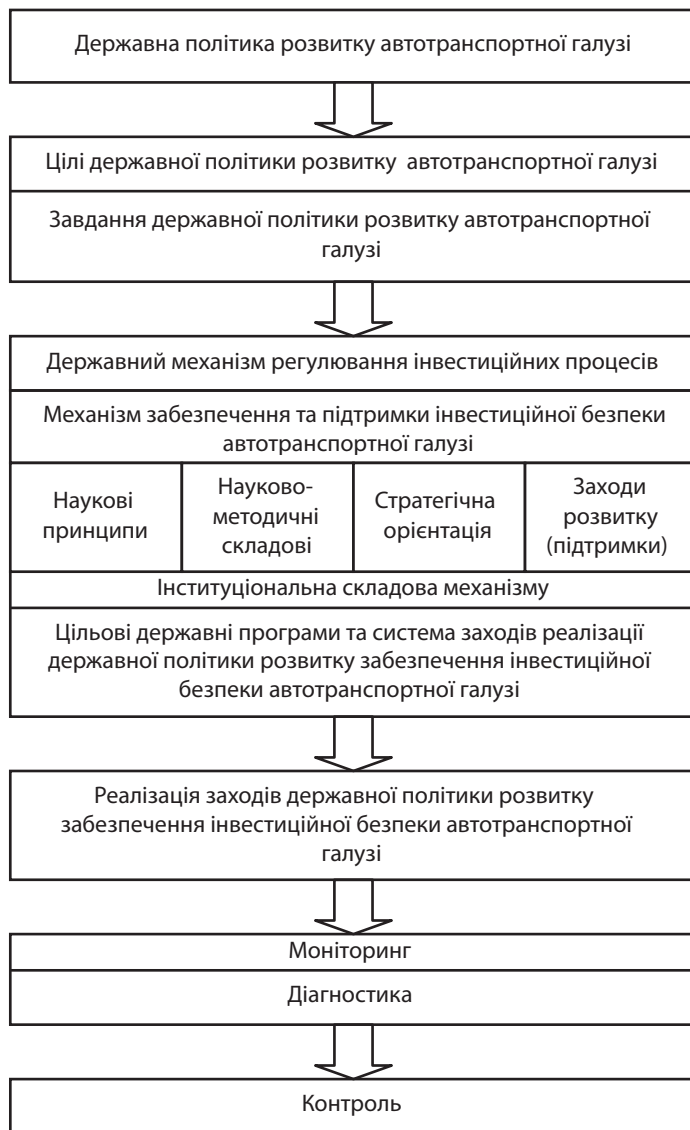 Державна політика розвитку автотранспортної галузі
Цілі державної політики розвитку автотранспортної галузі
Завдання державної політики розвитку автотранспортної
галузі
Державний механізм регулювання інвестиційних процесів
Механізм забезпечення та підтримки інвестиційної безпеки
автотранспортної галузі
Наукові
принципи
Науково-
методичні
складові
Стратегічна
орієнтація
Заходи
розвитку
(підтримки)
Інституціональна складова механізму
Цільові державні програми та система заходів реалізації
державної політики розвитку забезпечення інвестиційної
безпеки автотранспортної галузі
Реалізація заходів державної політики розвитку
забезпечення інвестиційної безпеки автотранспортної
галузі
Моніторинг
Діагностика
Контроль